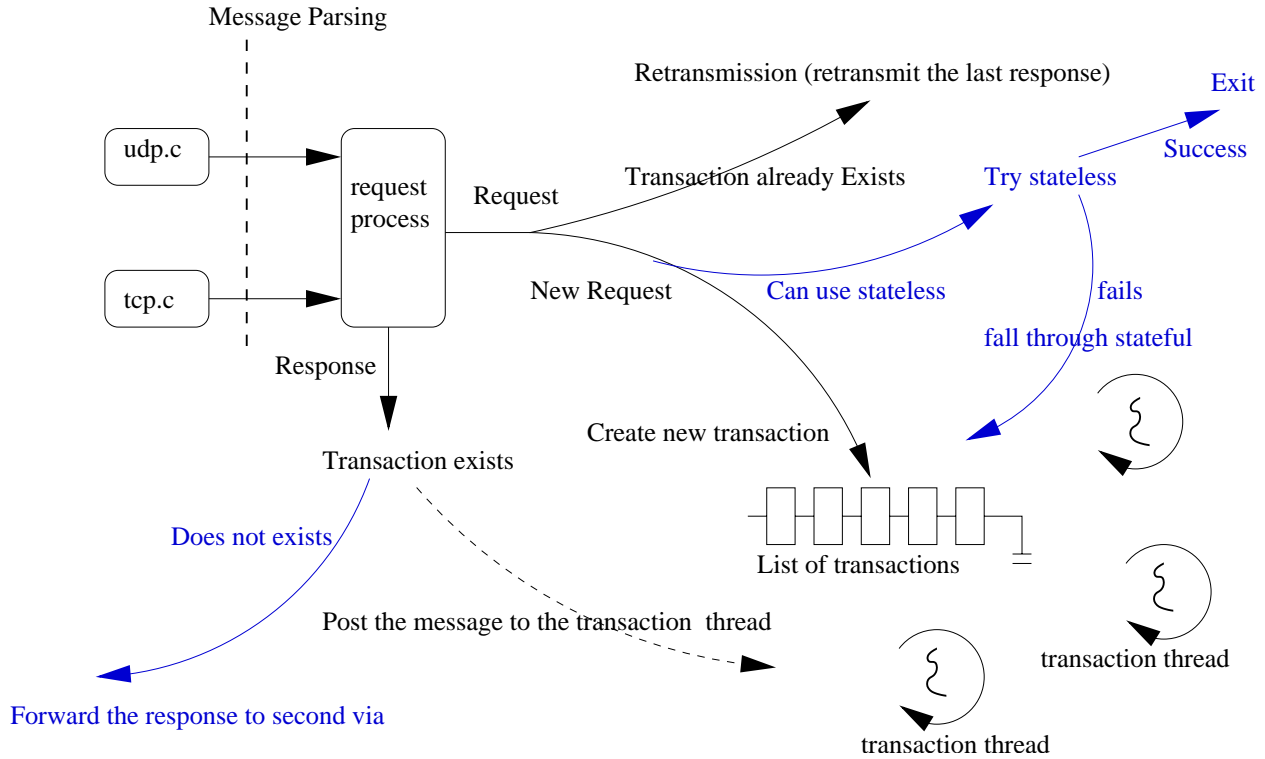 Message Parsing
Retransmission (retransmit the last response)
Exit
udp.c
Success
request
process
Request
Transaction already Exists
Try stateless
tcp.c
New Request
Can use stateless
fails
fall through stateful
Response
Create new transaction
Transaction exists
Does not exists
List of transactions
Post the message to the transaction thread
transaction thread
Forward the response to second via
transaction thread